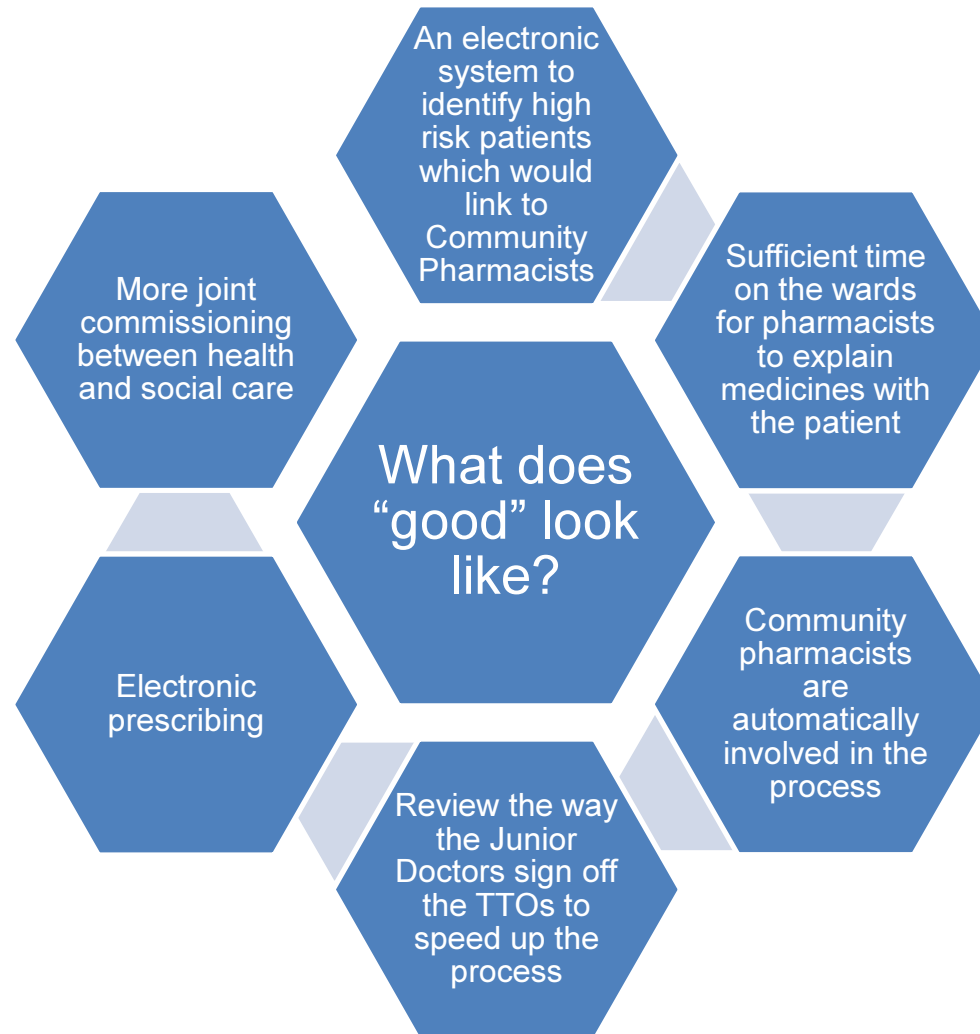 An electronic
system to
identify high
risk patients
which would
link to
Community
Pharmacists
Sufficient time
on the wards
for pharmacists
to explain
medicines with
the patient
Community
pharmacists
are
automatically
involved in the
process
Review the way
the Junior
Doctors sign off
the TTOs to
speed up the
process
Electronic
prescribing
More joint
commissioning
between health
and social care
What does
“good” look
like?